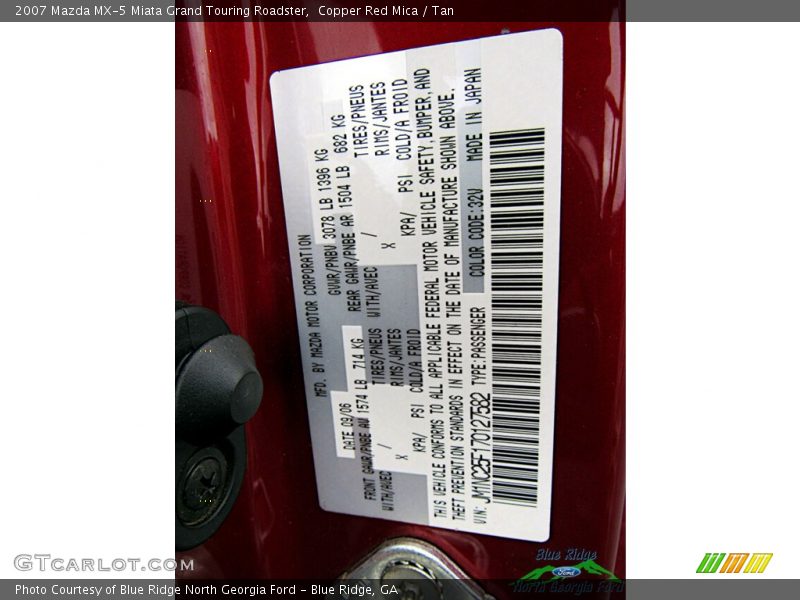 2007 Mazda MX-5 Miata Grand Touring Roadster,  Copper Red Mica / Tan
MFD. BY MAZDA MOTOR CORPORATION
DATE 09/06 GVWR/PNBV 3078 LB 1396 KG
FRONT GAWR/PNBE AV 1574 LB 714 KG REAR GAWR/PNBE AR 1504 LB 682 KG
WITH/AVEC TIRES/PNEUS WITH/AVEC TIRES/PNEUS
/ RIMS/JANTES / RIMS/JANTES
X X
KPA/ PSI COLD/A FROID KPA/ PSI COLD/A FROID
THIS VEHICLE CONFORMS TO ALL APPLICABLE FEDERAL MOTOR VEHICLE SAFETY, BUMPER, AND
THEFT PREVENTION STANDARDS IN EFFECT ON THE DATE OF MANUFACTURE SHOWN ABOVE.
VIN: JM1NC25F170127582 TYPE:PASSENGER COLOR CODE:32V MADE IN JAPAN
Blue Ridge
Ford
North Georgia Ford
GTCARLOT.COM
Photo Courtesy of Blue Ridge North Georgia Ford - Blue Ridge, GA